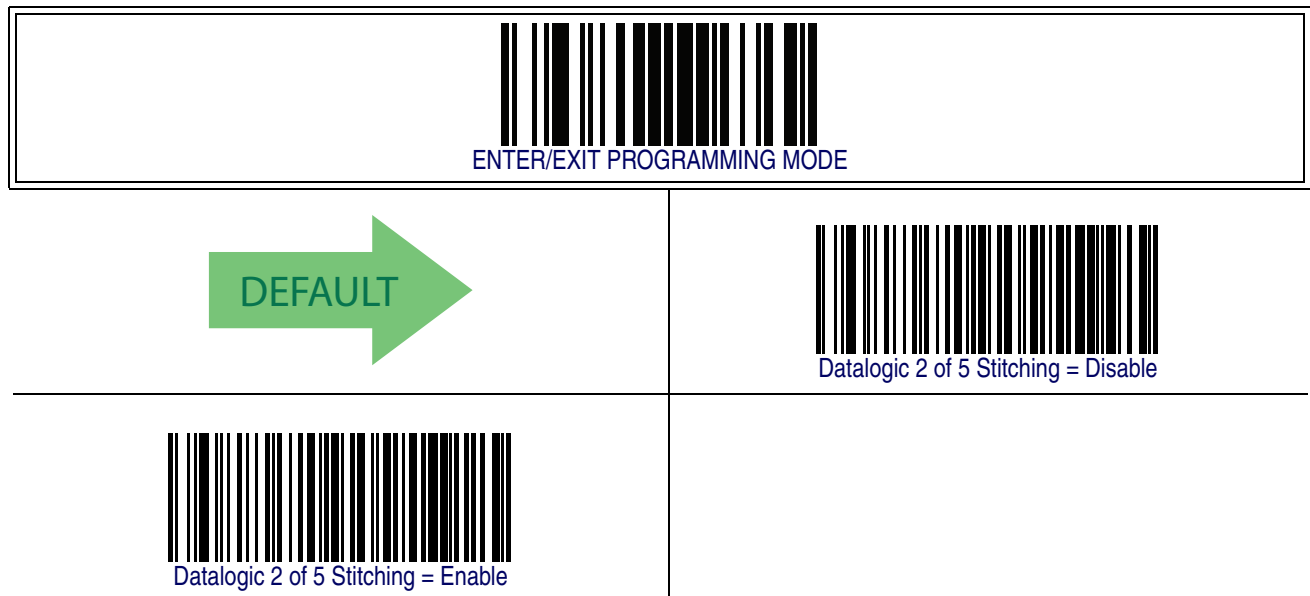 ENTER/EXIT PROGRAMMING MODE
DEFAULT
Datalogic 2 of 5 Stitching = Disable
Datalogic 2 of 5 Stitching = Enable